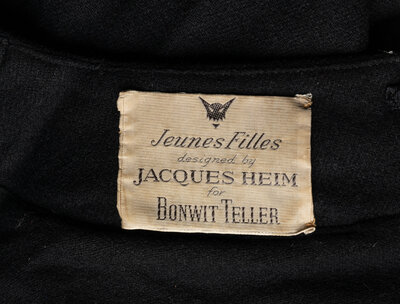 Jeunes Filles
designed by
JACQUES HEIM
for
BONWIT TELLER